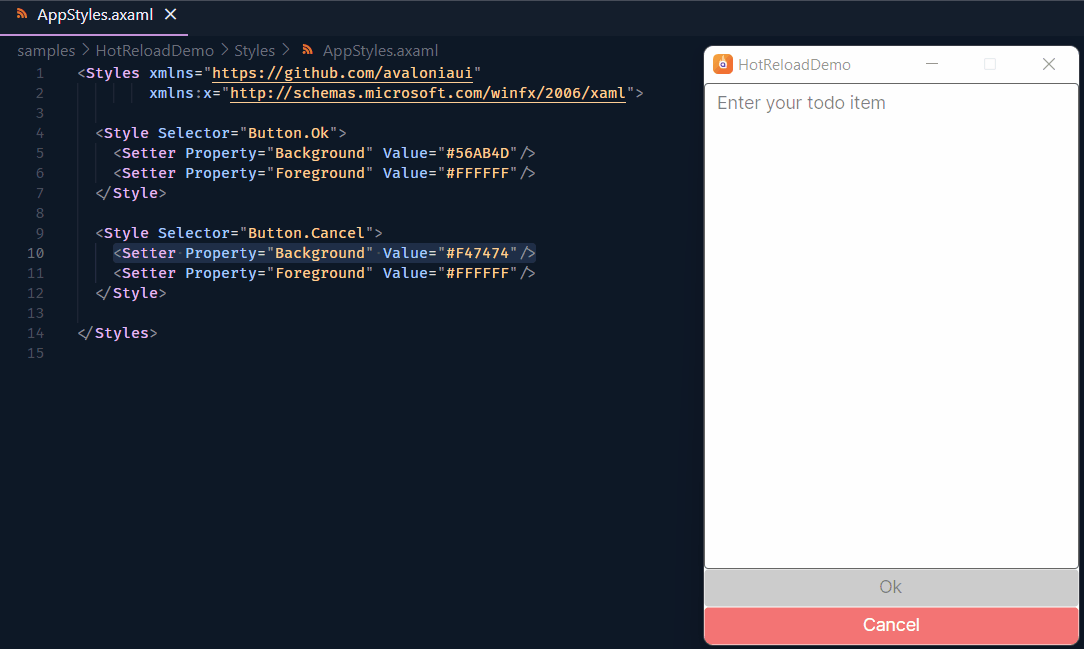 AppStyles.axaml
samples > HotReloadDemo > Styles > AppStyles.axaml
1 <Styles xmlns="https://github.com/avaloniaui"
2 xmlns:x="http://schemas.microsoft.com/winfx/2006/xaml">
3
4 <Style Selector="Button.Ok">
5 <Setter Property="Background" Value="#56AB4D"/>
6 <Setter Property="Foreground" Value="#FFFFFF"/>
7 </Style>
8
9 <Style Selector="Button.Cancel">
10 <Setter Property="Background" Value="#F47474"/>
11 <Setter Property="Foreground" Value="#FFFFFF"/>
12 </Style>
13
14 </Styles>
15
HotReloadDemo
Enter your todo item
Ok
Cancel